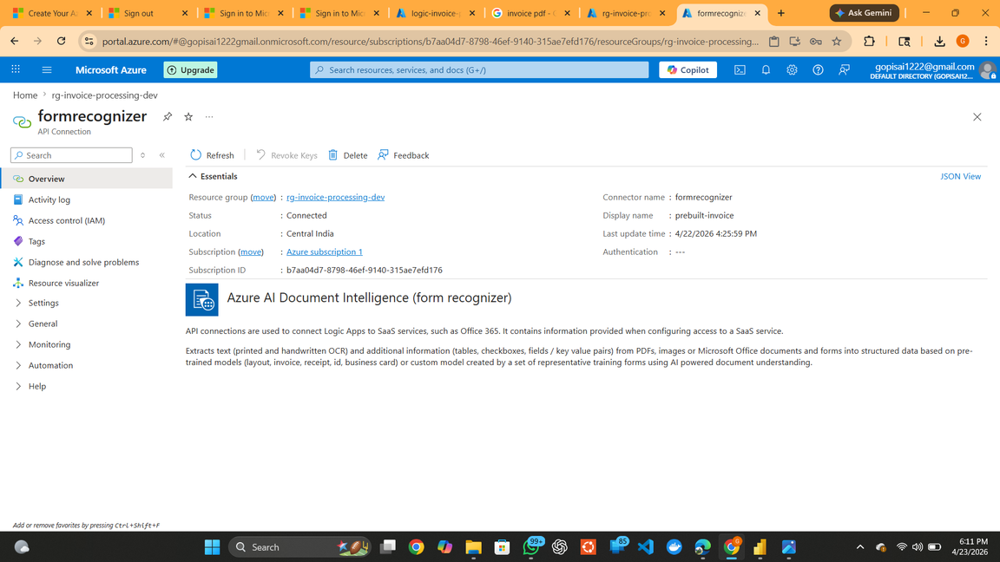 Create Your A
Sign out
Sign in to Mic
Sign in to Mic
logic-invoice-
invoice pdf - G
rg-invoice-pro
formrecogniz
Ask Gemini
portal.azure.com/#@gopisai1222gmail.onmicrosoft.com/resource/subscriptions/b7aa04d7-8798-46ef-9140-315ae7efd176/resourceGroups/rg-invoice-processing...
G
Microsoft Azure
Upgrade
Search resources, services, and docs (G+/)
Copilot
gopisai1222@gmail.com
DEFAULT DIRECTORY (GOPISAI12...
Home > rg-invoice-processing-dev
formrecognizer
...
API Connection
Search
Overview
Activity log
Access control (IAM)
Tags
Diagnose and solve problems
Resource visualizer
Settings
General
Monitoring
Automation
Help
Add or remove favorites by pressing Ctrl+Shift+F
Refresh
Revoke Keys
Delete
Feedback
Essentials
JSON View
Resource group (move) : rg-invoice-processing-dev
Status : Connected
Location : Central India
Subscription (move) : Azure subscription 1
Subscription ID : b7aa04d7-8798-46ef-9140-315ae7efd176
Connector name : formrecognizer
Display name : prebuilt-invoice
Last update time : 4/22/2026 4:25:59 PM
Authentication : ---
Azure AI Document Intelligence (form recognizer)
API connections are used to connect Logic Apps to SaaS services, such as Office 365. It contains information provided when configuring access to a SaaS service.
Extracts text (printed and handwritten OCR) and additional information (tables, checkboxes, fields / key value pairs) from PDFs, images or Microsoft Office documents and forms into structured data based on pre-
trained models (layout, invoice, receipt, id, business card) or custom model created by a set of representative training forms using AI powered document understanding.
Search
99+
85
G
6:11 PM
4/23/2026